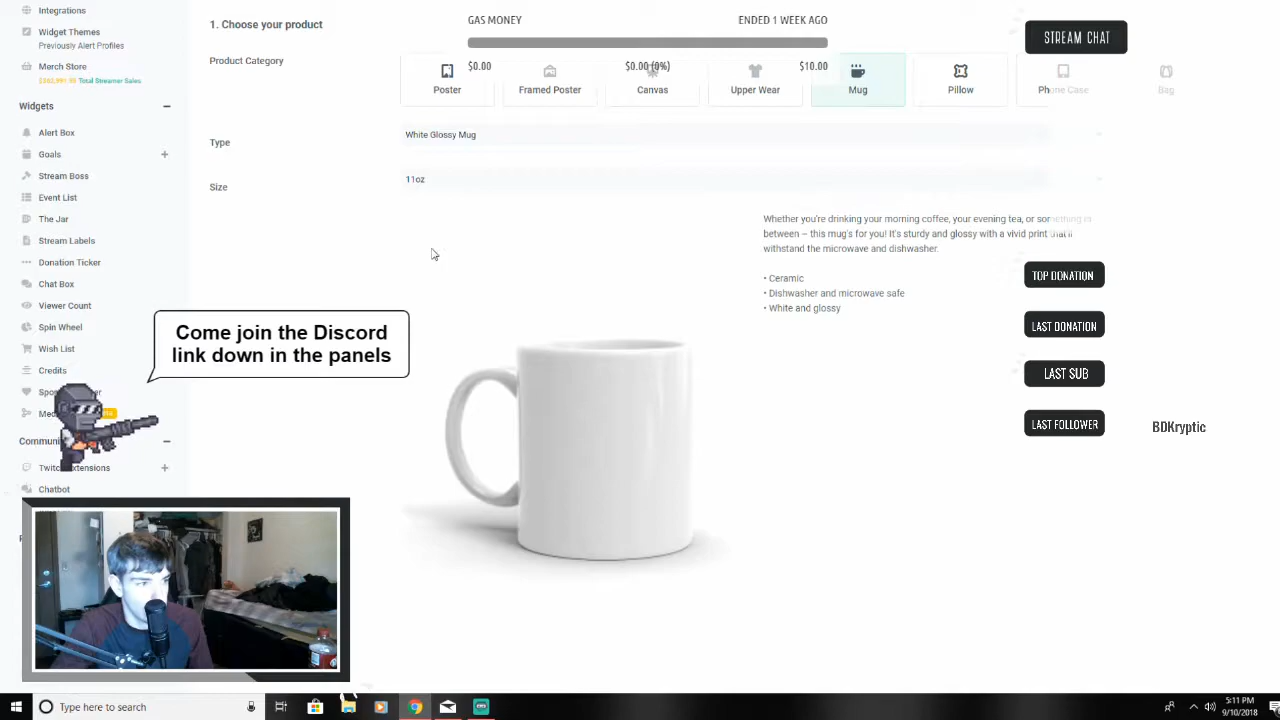 Integrations
Widget Themes
Previously Alert Profiles
Merch Store
Total Streamer Sales
Widgets
Alert Box
Goals
Stream Boss
Event List
The Jar
Stream Labels
Donation Ticker
Chat Box
Viewer Count
Spin Wheel
Wish List
Credits
Chatbot
1. Choose your product
GAS MONEY
ENDED 1 WEEK AGO
$0.00
$0.00 (0%)
$10.00
Product Category
Poster
Framed Poster
Canvas
Upper Wear
Mug
Pillow
Phone Case
Bag
Type
White Glossy Mug
Size
11oz
Whether you're drinking your morning coffee, your evening tea, or something in
between – this mug's for you! It's sturdy and glossy with a vivid print that'll
withstand the microwave and dishwasher.
• Ceramic
• Dishwasher and microwave safe
• White and glossy
STREAM CHAT
TOP DONATION
LAST DONATION
LAST SUB
LAST FOLLOWER
BDKryptic
Come join the Discord
link down in the panels
Type here to search
5:11 PM
9/10/2018